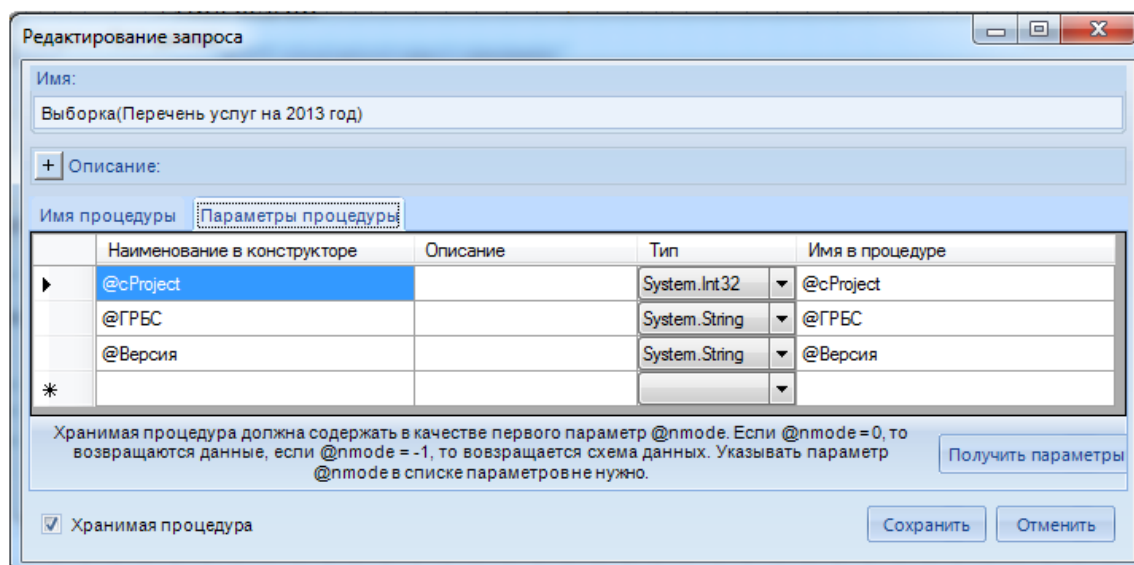 Редактирование запроса
Имя:
Выборка(Перечень услуг на 2013 год)
+ Описание:
Имя процедуры Параметры процедуры
Наименование в конструкторе Описание Тип Имя в процедуре
@cProject System.Int32 @cProject
@ГРБС System.String @ГРБС
@Версия System.String @Версия
Хранимая процедура должна содержать в качестве первого параметр @nmode. Если @nmode = 0, то
возвращаются данные, если @nmode = -1, то вовзращается схема данных. Указывать параметр
@nmode в списке параметров не нужно.
Получить параметры
Хранимая процедура
Сохранить Отменить